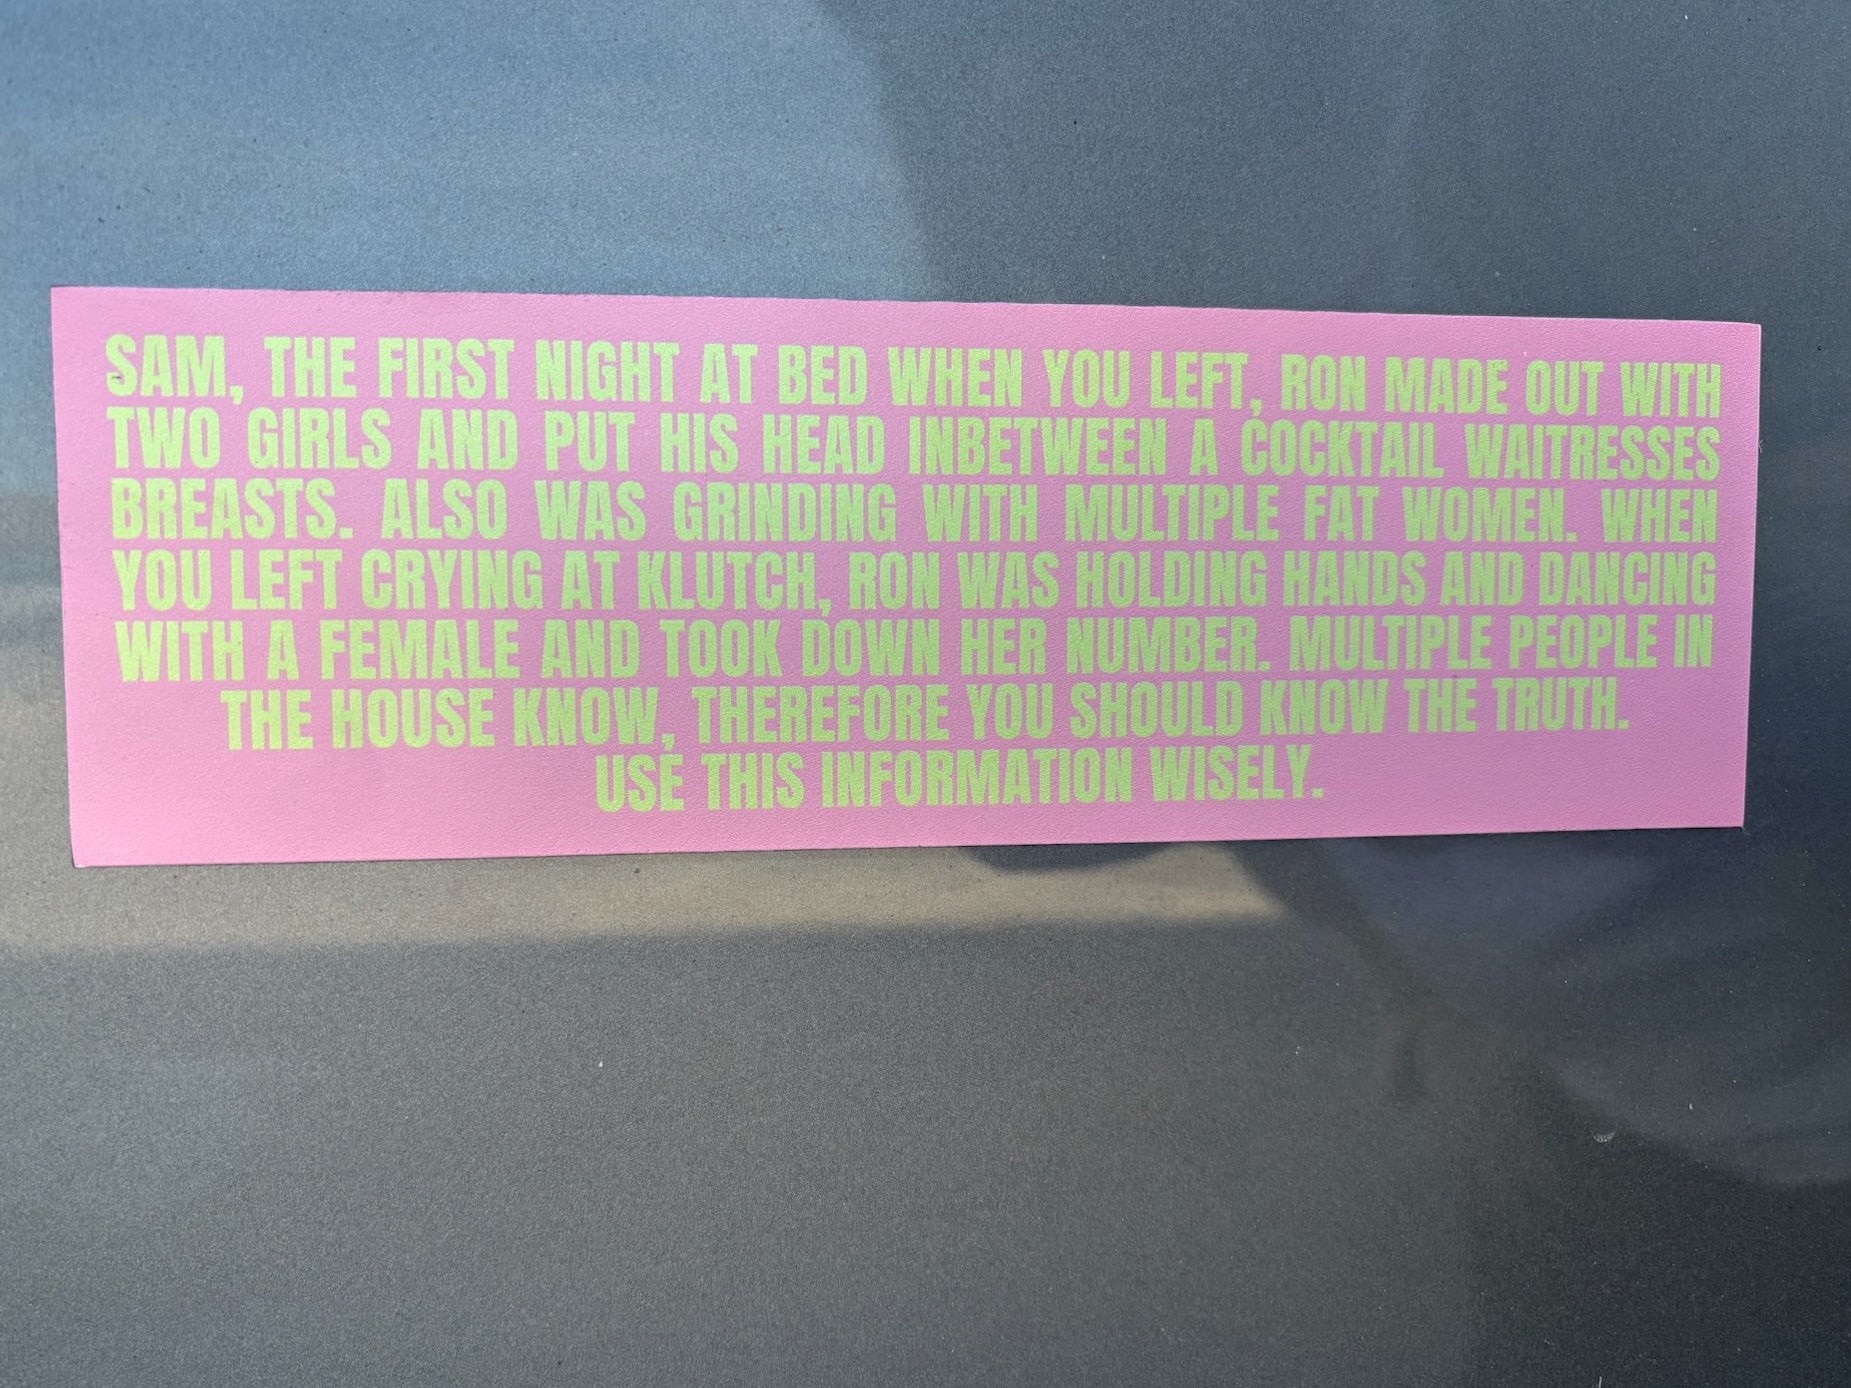 SAM, THE FIRST NIGHT AT BED WHEN YOU LEFT, RON MADE OUT WITH
TWO GIRLS AND PUT HIS HEAD INBETWEEN A COCKTAIL WAITRESSES
BREASTS. ALSO WAS GRINDING WITH MULTIPLE FAT WOMEN. WHEN
YOU LEFT CRYING AT KLUTCH, RON WAS HOLDING HANDS AND DANCING
WITH A FEMALE AND TOOK DOWN HER NUMBER. MULTIPLE PEOPLE IN
THE HOUSE KNOW, THEREFORE YOU SHOULD KNOW THE TRUTH.
USE THIS INFORMATION WISELY.